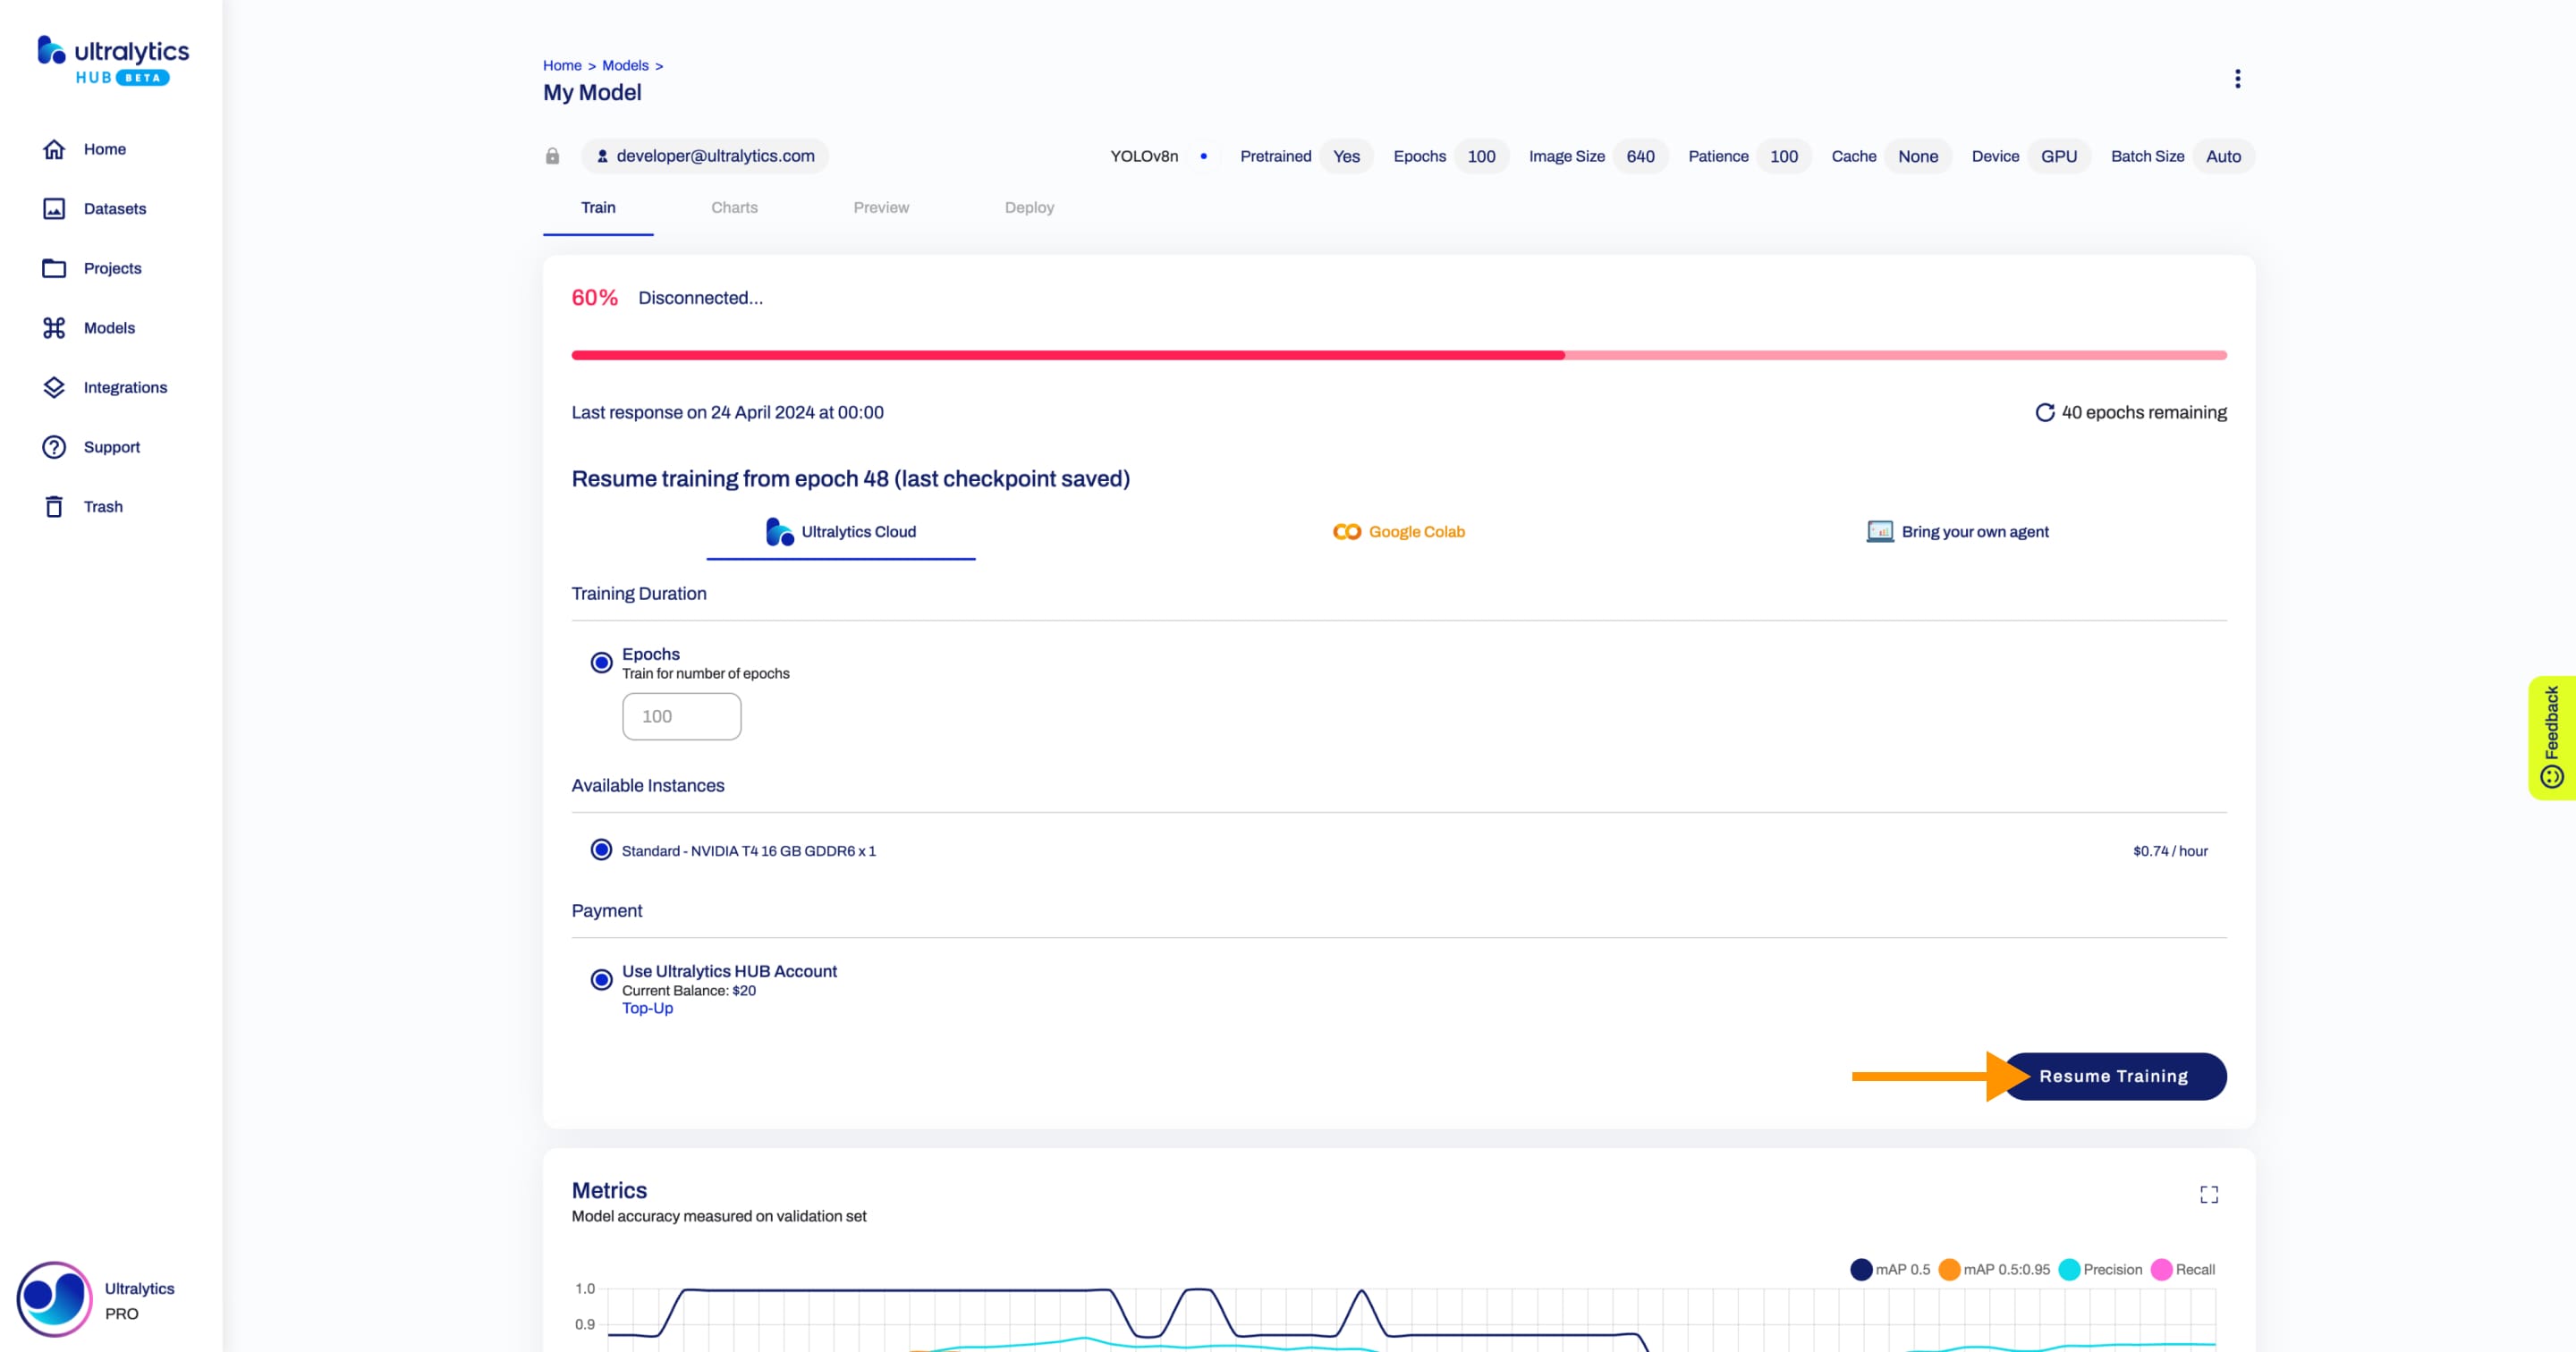 ultralytics
HUB BETA
Home
Datasets
Projects
Models
Integrations
Support
Trash
Ultralytics
PRO
Home > Models >
My Model
developer@ultralytics.com
YOLOv8n Pretrained Yes Epochs 100 Image Size 640 Patience 100 Cache None Device GPU Batch Size Auto
Train Charts Preview Deploy
60% Disconnected...
Last response on 24 April 2024 at 00:00
40 epochs remaining
Resume training from epoch 48 (last checkpoint saved)
Ultralytics Cloud Google Colab Bring your own agent
Training Duration
Epochs
Train for number of epochs
100
Available Instances
Standard - NVIDIA T4 16 GB GDDR6 x 1 $0.74 / hour
Payment
Use Ultralytics HUB Account
Current Balance: $20
Top-Up
Resume Training
Metrics
Model accuracy measured on validation set
mAP 0.5 mAP 0.5:0.95 Precision Recall
1.0
0.9
Feedback